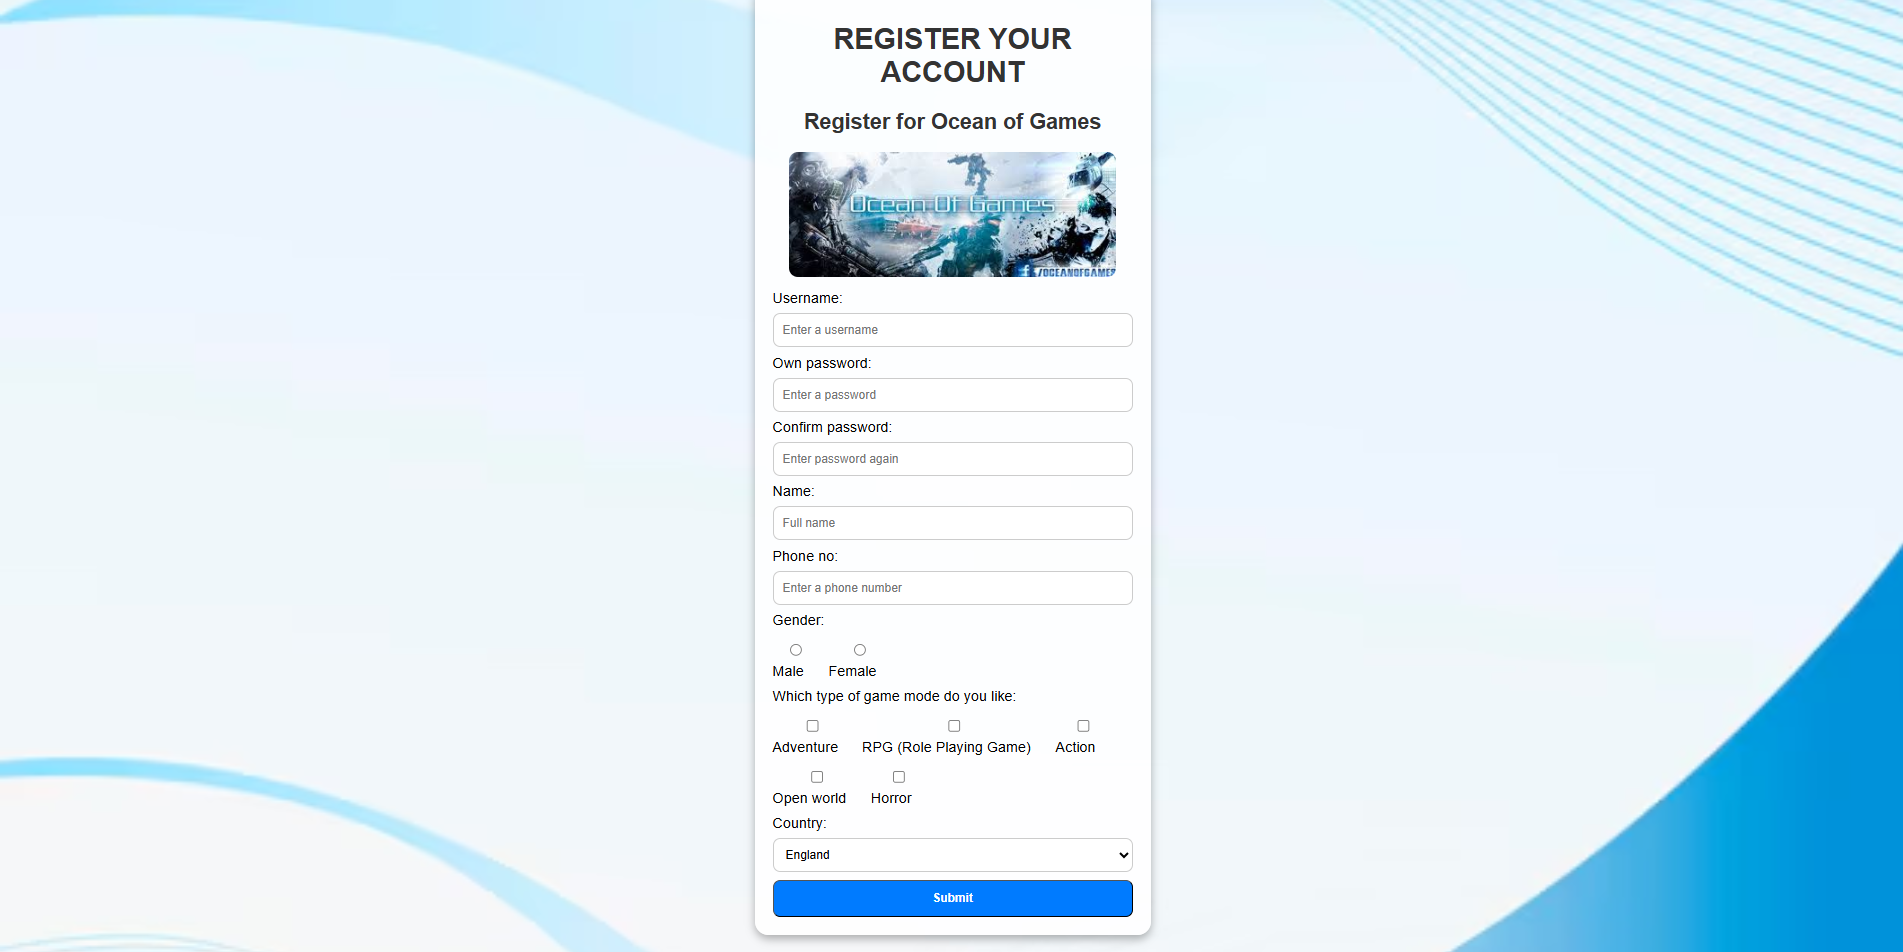 REGISTER YOUR
ACCOUNT
Register for Ocean of Games
Ocean Of Games
f /OCEANOFGAMES
Username:
Enter a username
Own password:
Enter a password
Confirm password:
Enter password again
Name:
Full name
Phone no:
Enter a phone number
Gender:
Male Female
Which type of game mode do you like:
Adventure RPG (Role Playing Game) Action
Open world Horror
Country:
England
Submit